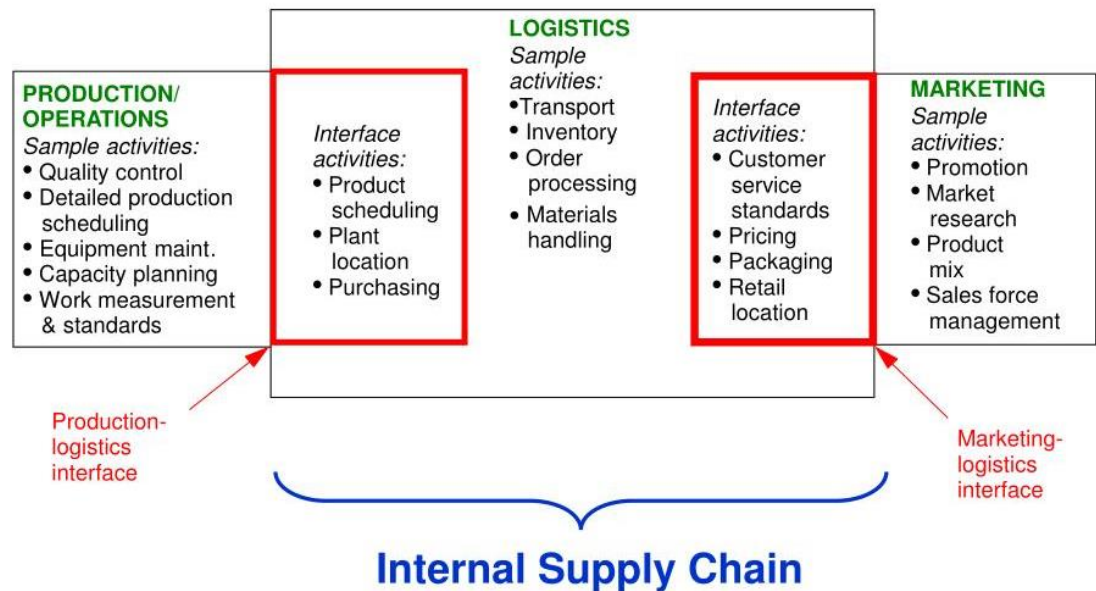 PRODUCTION/
OPERATIONS
Sample activities:
• Quality control
• Detailed production
scheduling
• Equipment maint.
• Capacity planning
• Work measurement
& standards
Interface
activities:
• Product
scheduling
• Plant
location
• Purchasing
LOGISTICS
Sample
activities:
•Transport
• Inventory
• Order
processing
• Materials
handling
Interface
activities:
• Customer
service
standards
• Pricing
• Packaging
• Retail
location
MARKETING
Sample
activities:
• Promotion
• Market
research
• Product
mix
• Sales force
management
Production-
logistics
interface
Marketing-
logistics
interface
Internal Supply Chain